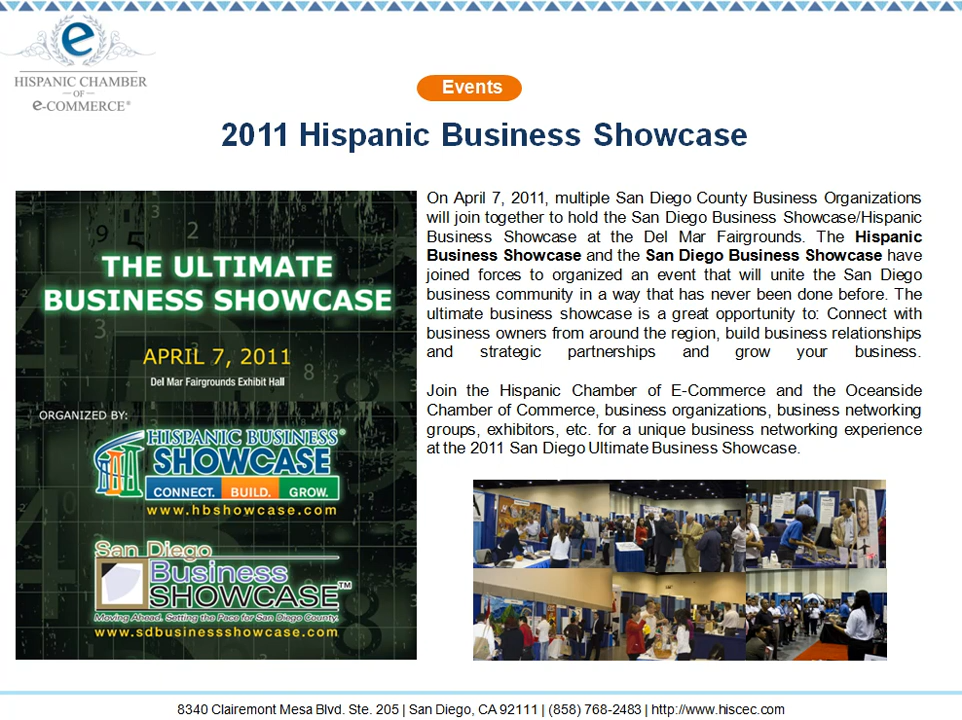 e
HISPANIC CHAMBER
OF
e-COMMERCE®
Events
2011 Hispanic Business Showcase
THE ULTIMATE
BUSINESS SHOWCASE
APRIL 7, 2011
Del Mar Fairgrounds Exhibit Hall
ORGANIZED BY:
HISPANIC BUSINESS®
SHOWCASE
CONNECT. BUILD. GROW.
www.hbshowcase.com
San Diego
Business
SHOWCASE™
Moving Ahead. Setting the Pace for San Diego County.
www.sdbusinessshowcase.com
On April 7, 2011, multiple San Diego County Business Organizations
will join together to hold the San Diego Business Showcase/Hispanic
Business Showcase at the Del Mar Fairgrounds. The Hispanic
Business Showcase and the San Diego Business Showcase have
joined forces to organized an event that will unite the San Diego
business community in a way that has never been done before. The
ultimate business showcase is a great opportunity to: Connect with
business owners from around the region, build business relationships
and strategic partnerships and grow your business.
Join the Hispanic Chamber of E-Commerce and the Oceanside
Chamber of Commerce, business organizations, business networking
groups, exhibitors, etc. for a unique business networking experience
at the 2011 San Diego Ultimate Business Showcase.
8340 Clairemont Mesa Blvd. Ste. 205 | San Diego, CA 92111 | (858) 768-2483 | http://www.hiscec.com